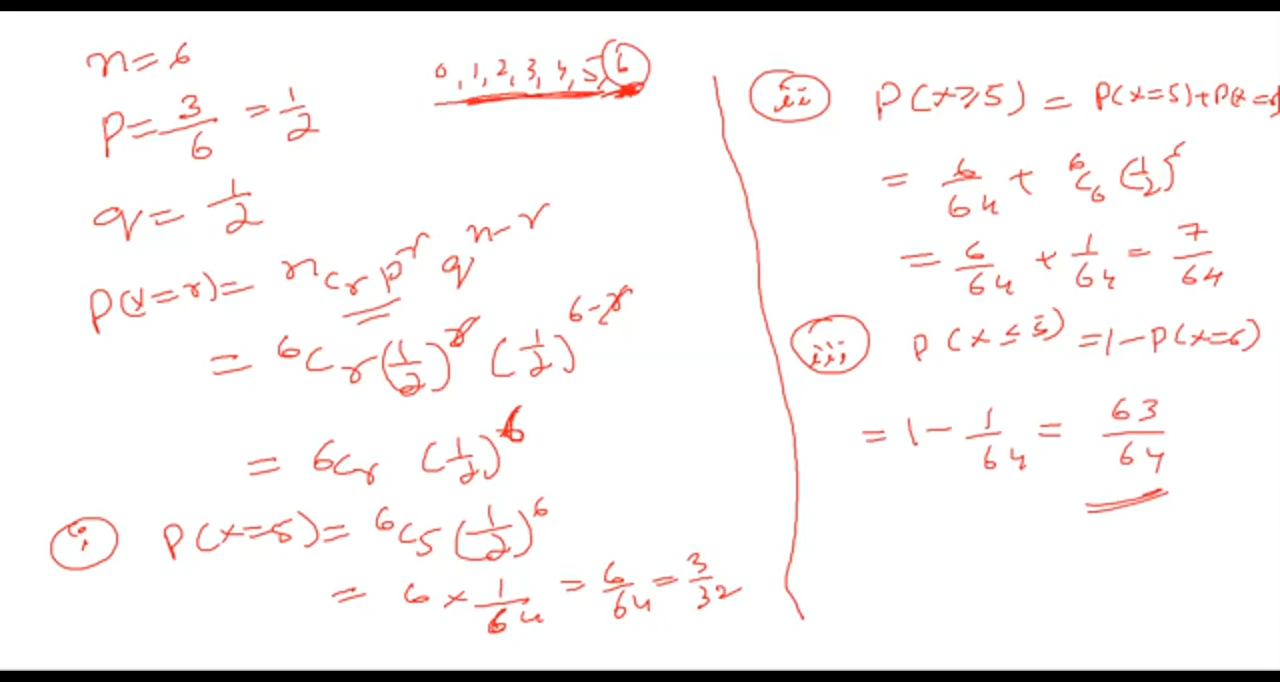 n=6
0, 1, 2, 3, 4, 5, 6
P = 3/6 = 1/2
q = 1/2
P(x=r) = nCr p^r q^(n-r)
= 6Cr (1/2)^r (1/2)^(6-r)
= 6Cr (1/2)^6
i, P(x=5) = 6C5 (1/2)^6
= 6 × 1/64 = 6/64 = 3/32
ii P(x≥5) = P(x=5)+P(x=6
= 6/64 + 6C6 (1/2)^6
= 6/64 + 1/64 = 7/64
iii, P(x≤5) = 1-P(x=6)
= 1 - 1/64 = 63/64